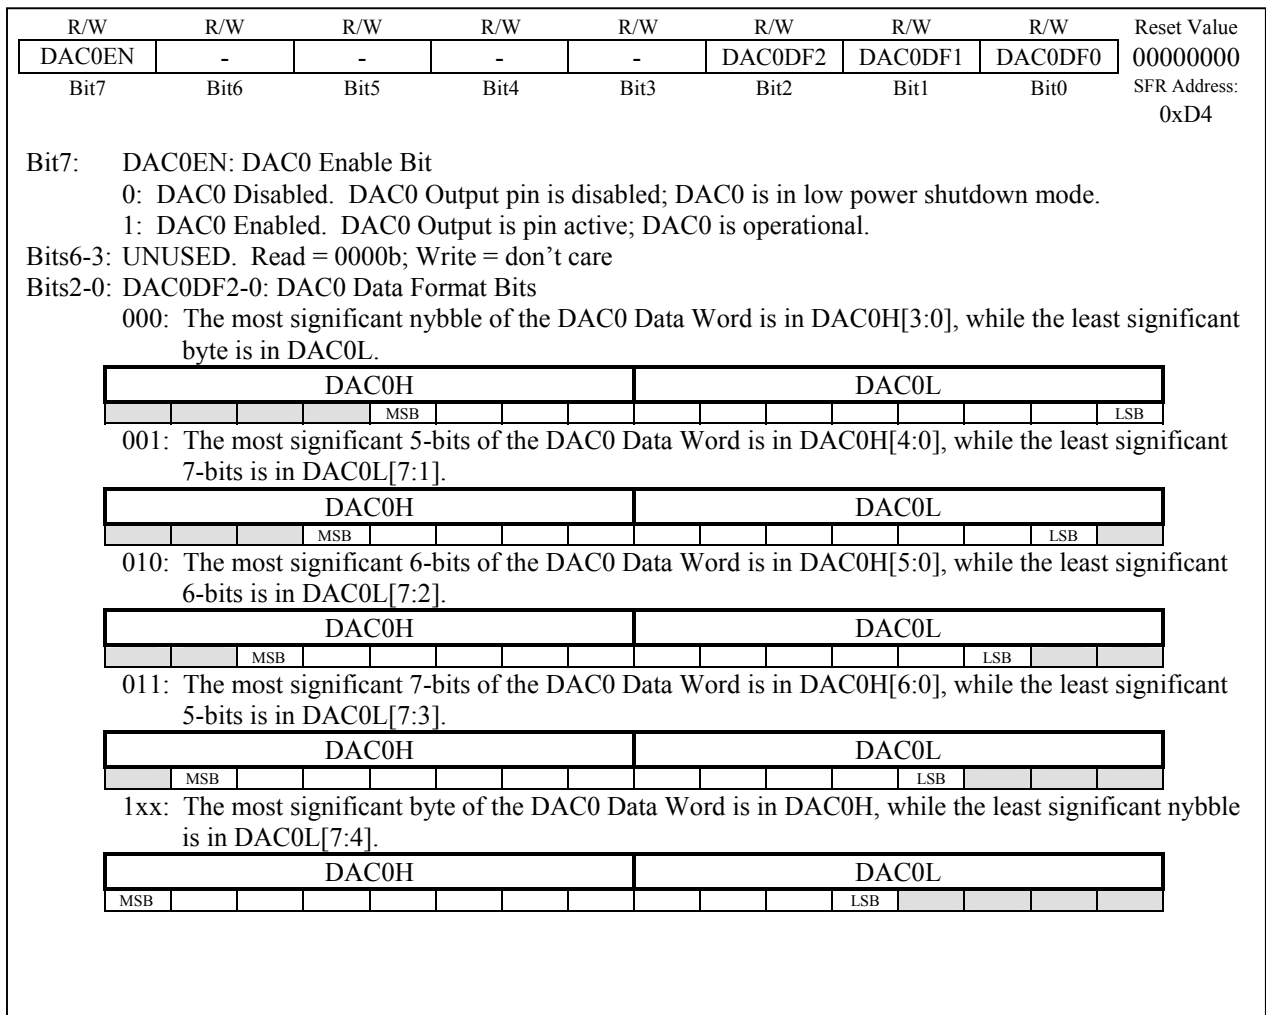 R/W R/W R/W R/W R/W R/W R/W R/W Reset Value
DAC0EN - - - - DAC0DF2 DAC0DF1 DAC0DF0 00000000
Bit7 Bit6 Bit5 Bit4 Bit3 Bit2 Bit1 Bit0 SFR Address:
0xD4
Bit7: DAC0EN: DAC0 Enable Bit
0: DAC0 Disabled. DAC0 Output pin is disabled; DAC0 is in low power shutdown mode.
1: DAC0 Enabled. DAC0 Output is pin active; DAC0 is operational.
Bits6-3: UNUSED. Read = 0000b; Write = don’t care
Bits2-0: DAC0DF2-0: DAC0 Data Format Bits
000: The most significant nybble of the DAC0 Data Word is in DAC0H[3:0], while the least significant
byte is in DAC0L.
DAC0H DAC0L
MSB LSB
001: The most significant 5-bits of the DAC0 Data Word is in DAC0H[4:0], while the least significant
7-bits is in DAC0L[7:1].
DAC0H DAC0L
MSB LSB
010: The most significant 6-bits of the DAC0 Data Word is in DAC0H[5:0], while the least significant
6-bits is in DAC0L[7:2].
DAC0H DAC0L
MSB LSB
011: The most significant 7-bits of the DAC0 Data Word is in DAC0H[6:0], while the least significant
5-bits is in DAC0L[7:3].
DAC0H DAC0L
MSB LSB
1xx: The most significant byte of the DAC0 Data Word is in DAC0H, while the least significant nybble
is in DAC0L[7:4].
DAC0H DAC0L
MSB LSB